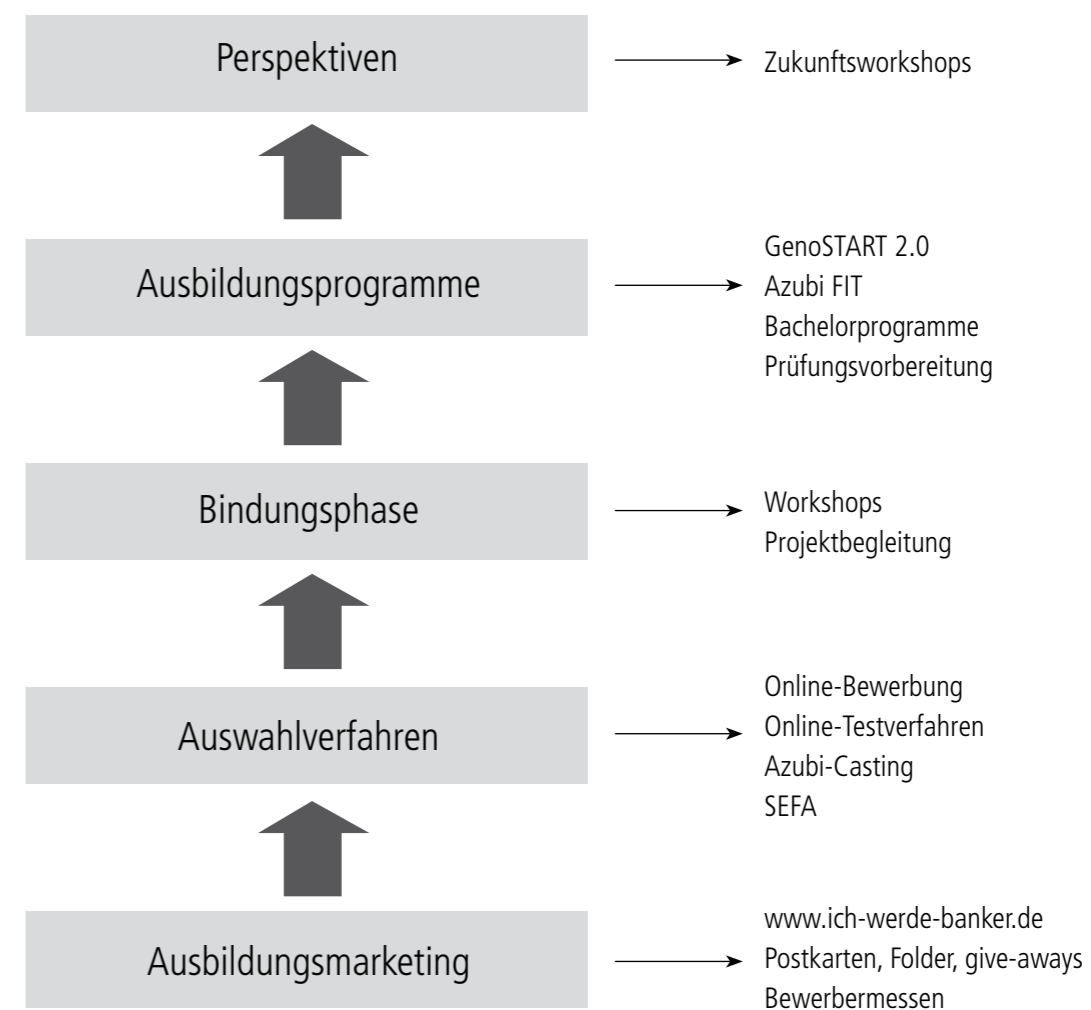 Perspektiven
Zukunftsworkshops
Ausbildungsprogramme
GenoSTART 2.0
Azubi FIT
Bachelorprogramme
Prüfungsvorbereitung
Bindungsphase
Workshops
Projektbegleitung
Auswahlverfahren
Online-Bewerbung
Online-Testverfahren
Azubi-Casting
SEFA
Ausbildungsmarketing
www.ich-werde-banker.de
Postkarten, Folder, give-aways
Bewerbermessen